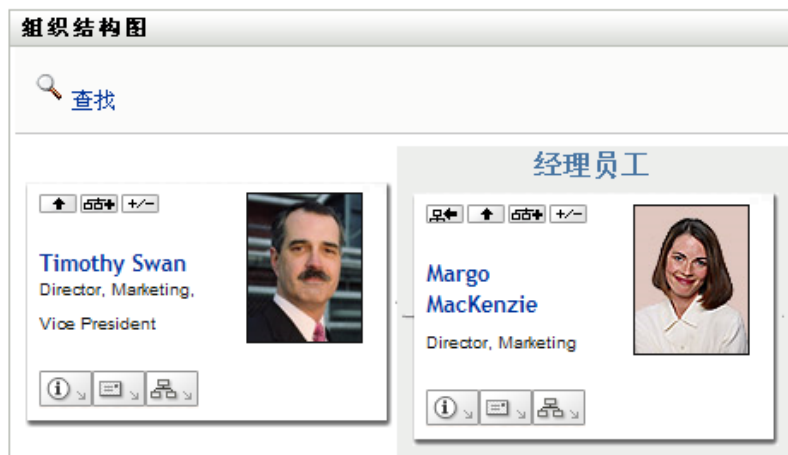 组织结构图
查找
经理员工
Timothy Swan
Director, Marketing,
Vice President
Margo
MacKenzie
Director, Marketing